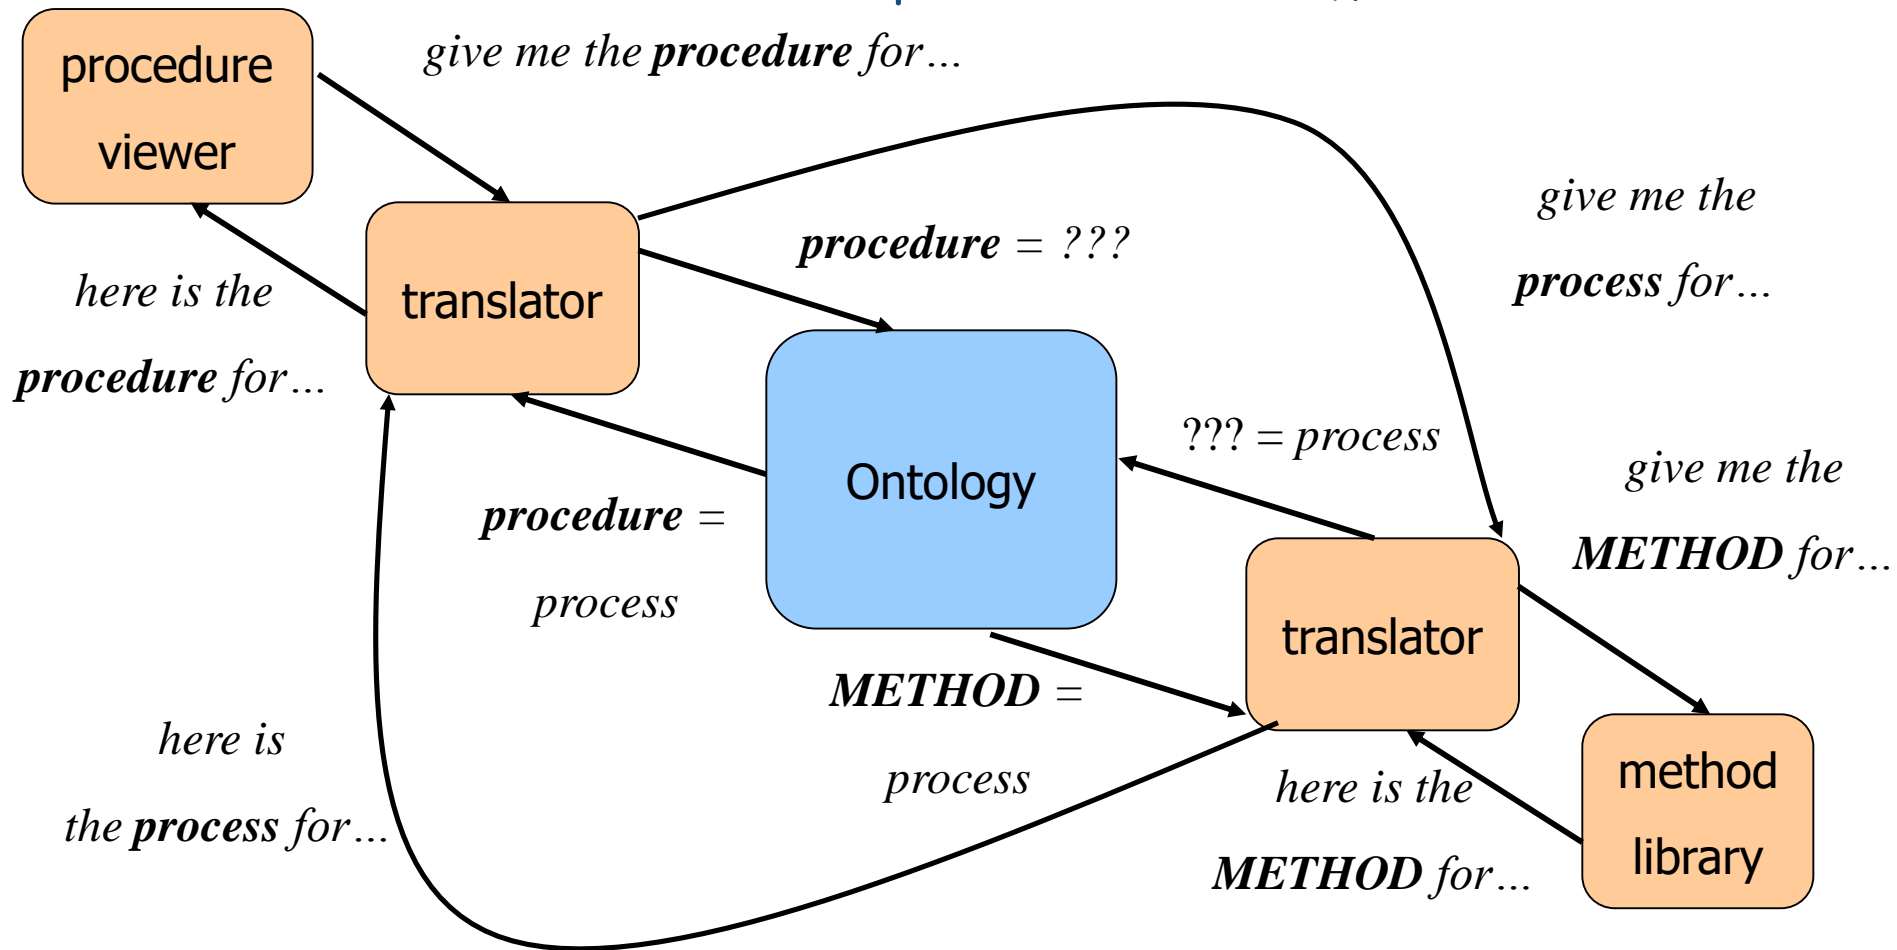 procedure
viewer
give me the procedure for…
translator
here is the
procedure for…
procedure = ???
give me the
process for…
Ontology
??? = process
procedure =
process
give me the
METHOD for…
translator
METHOD =
process
here is
the process for…
here is the
METHOD for…
method
library